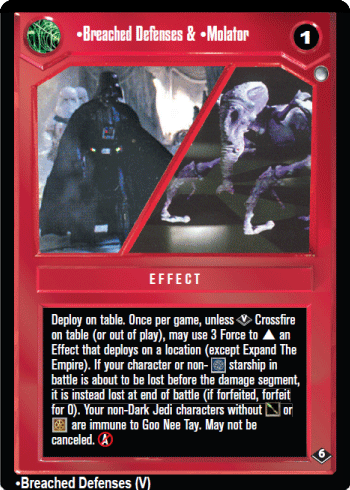 •Breached Defenses & •Molator
1
EFFECT
Deploy on table. Once per game, unless V Crossfire
on table (or out of play), may use 3 Force to ▲ an
Effect that deploys on a location (except Expand The
Empire). If your character or non- starship in
battle is about to be lost before the damage segment,
it is instead lost at end of battle (if forfeited, forfeit
for 0). Your non-Dark Jedi characters without or
are immune to Goo Nee Tay. May not be
canceled. A
6
•Breached Defenses (V)